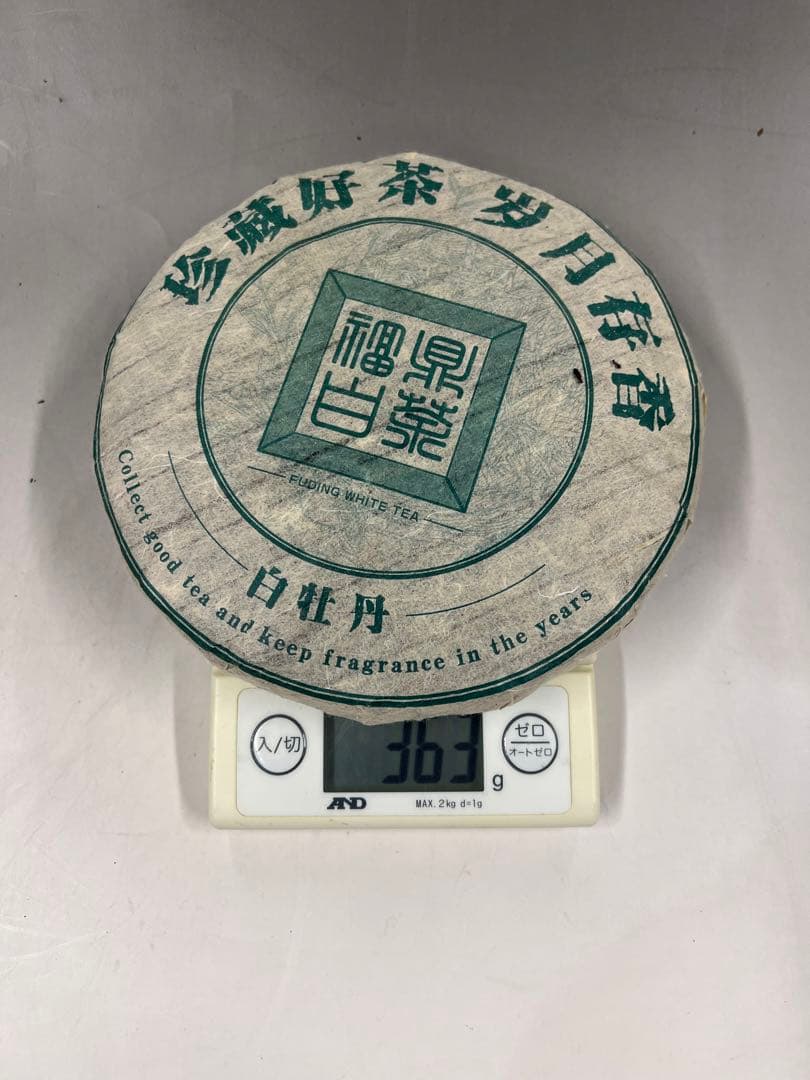 珍藏好茶 岁月存香
福鼎
白茶
FUDING WHITE TEA
白牡丹
Collect good tea and keep fragrance in the years
入/切
363 g
ゼロ
オートゼロ
AND
MAX. 2kg d=1g